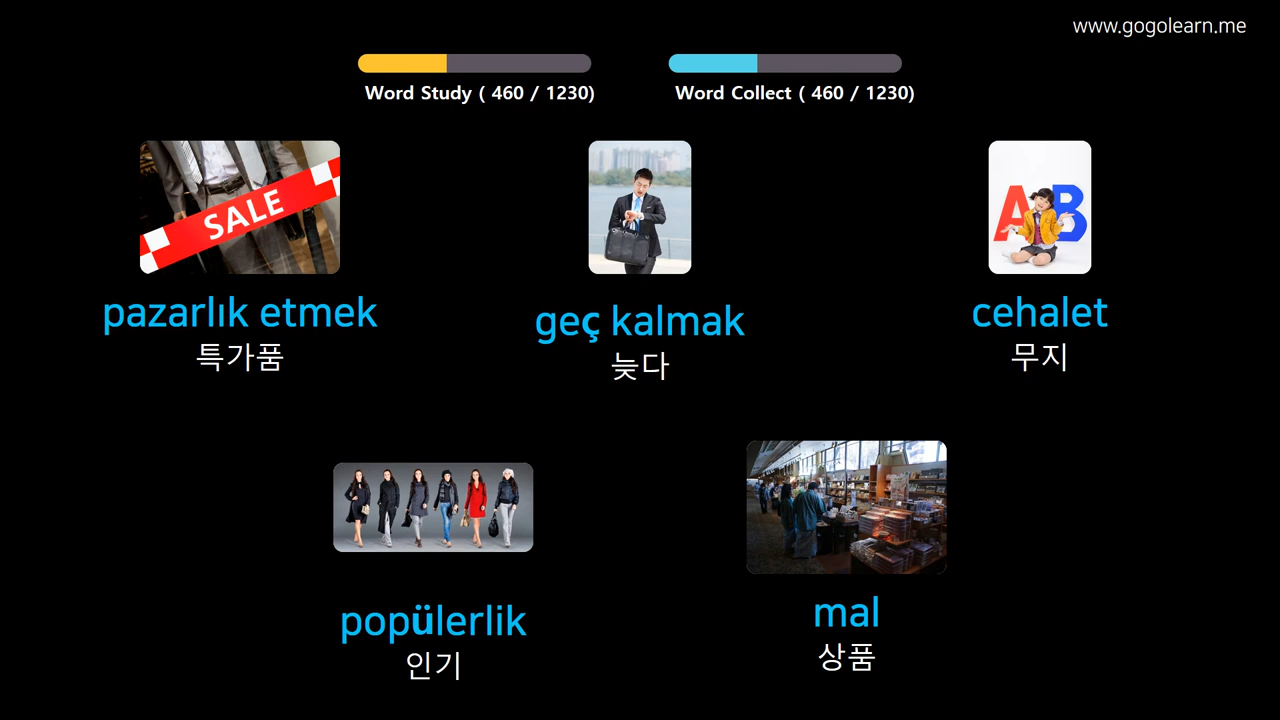 www.gogolearn.me
Word Study ( 460 / 1230)
Word Collect ( 460 / 1230)
SALE
A B
pazarlık etmek
특가품
geç kalmak
늦다
cehalet
무지
popülerlik
인기
mal
상품